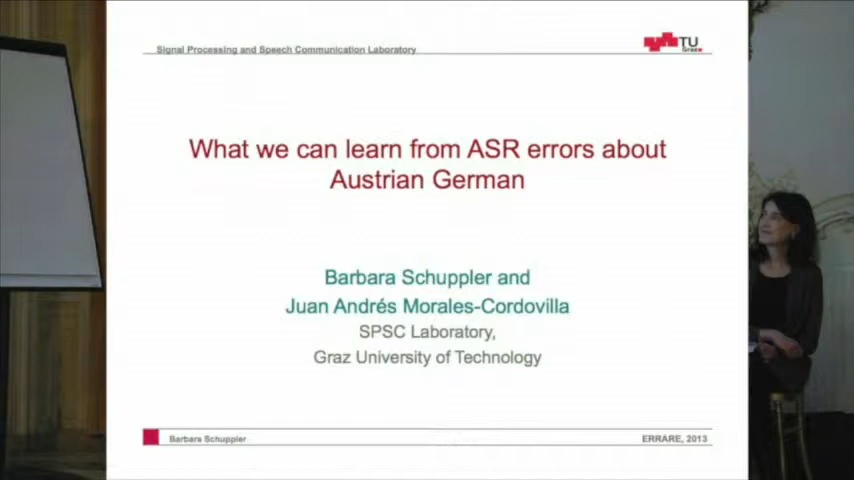 Signal Processing and Speech Communication Laboratory
TU
Graz
What we can learn from ASR errors about
Austrian German
Barbara Schuppler and
Juan Andrés Morales-Cordovilla
SPSC Laboratory,
Graz University of Technology
Barbara Schuppler
ERRARE, 2013